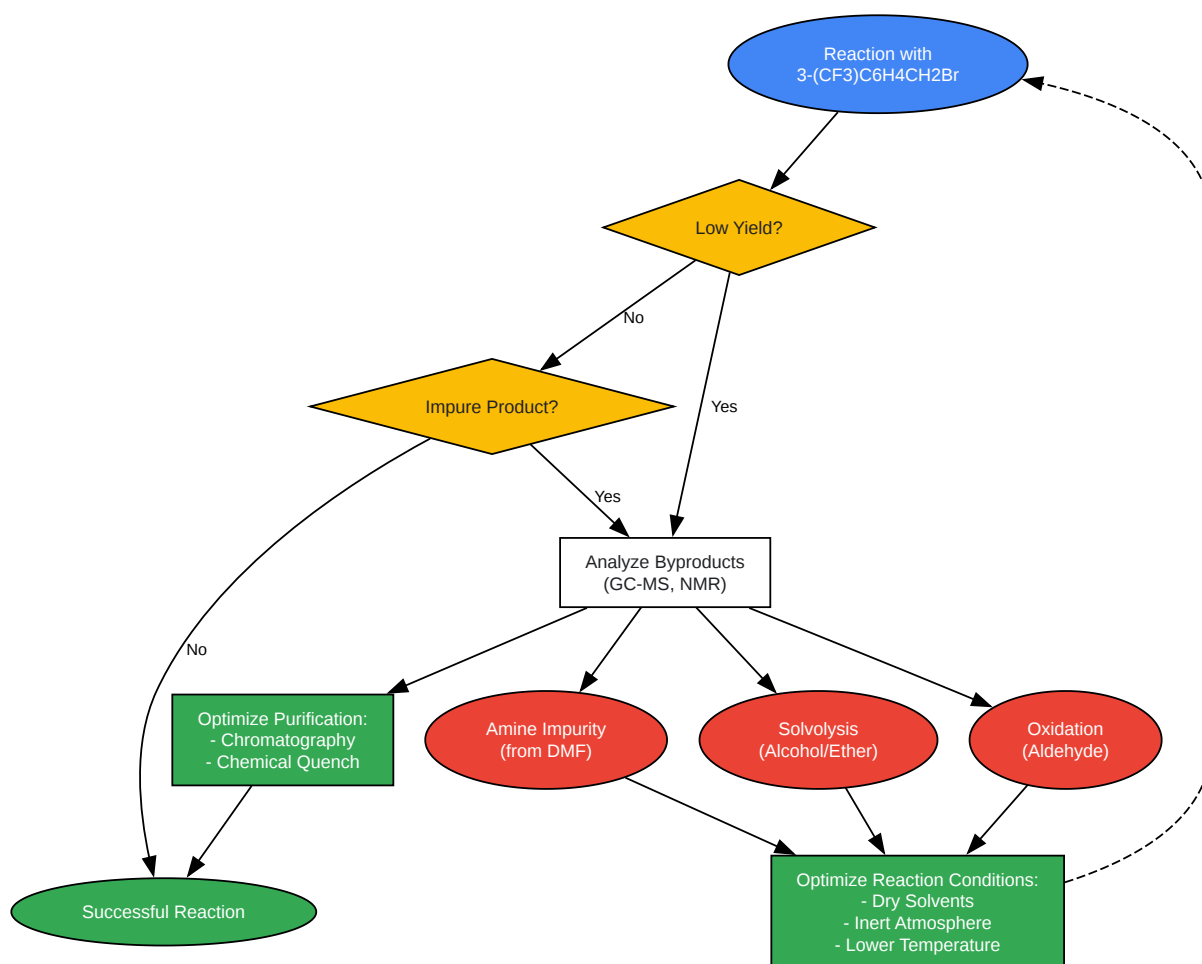 Reaction with
3-(CF3)C6H4CH2Br
Low Yield?
No
Impure Product?
Yes
Yes
Analyze Byproducts
(GC-MS, NMR)
No
Optimize Purification:
- Chromatography
- Chemical Quench
Amine Impurity
(from DMF)
Solvolysis
(Alcohol/Ether)
Oxidation
(Aldehyde)
Successful Reaction
Optimize Reaction Conditions:
- Dry Solvents
- Inert Atmosphere
- Lower Temperature